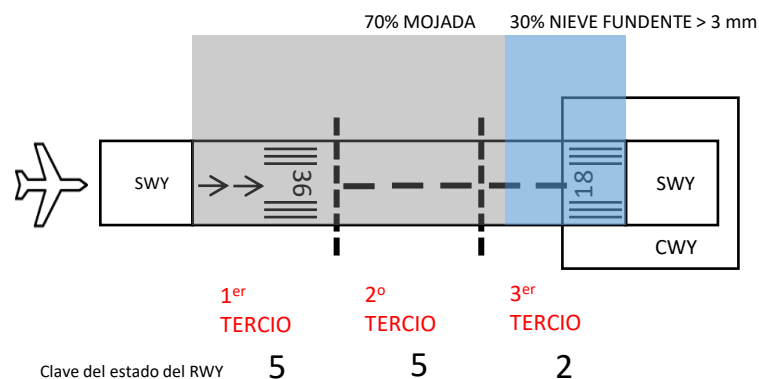 70% MOJADA
30% NIEVE FUNDENTE > 3 mm
SWY
36
18
SWY
CWY
1er TERCIO
2o TERCIO
3er TERCIO
Clave del estado del RWY
5
5
2